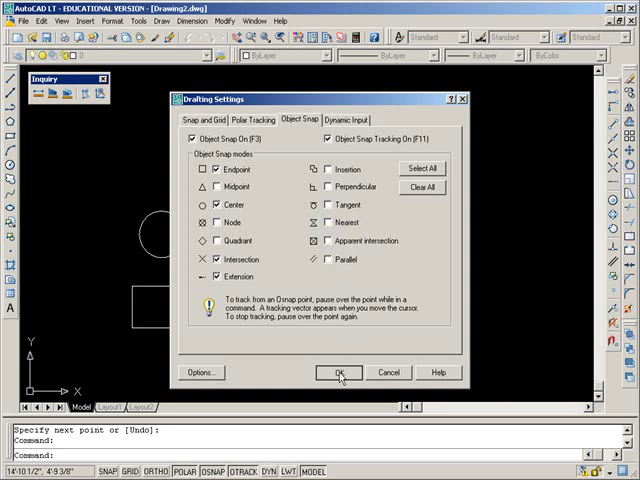 AutoCAD LT - EDUCATIONAL VERSION - [Drawing2.dwg]
File Edit View Insert Format Tools Draw Dimension Modify Window Help
Standard Standard Standard
0 ByLayer ByLayer ByLayer ByColor
Inquiry
Drafting Settings
Snap and Grid Polar Tracking Object Snap Dynamic Input
Object Snap On (F3) Object Snap Tracking On (F11)
Object Snap modes
Endpoint Insertion Select All
Midpoint Perpendicular Clear All
Center Tangent
Node Nearest
Quadrant Apparent intersection
Intersection Parallel
Extension
To track from an Osnap point, pause over the point while in a
command. A tracking vector appears when you move the cursor.
To stop tracking, pause over the point again.
Options... OK Cancel Help
Y
X
Model Layout1 Layout2
Specify next point or [Undo]:
Command:
Command:
14'-10 1/2", 4'-9 3/8" SNAP GRID ORTHO POLAR OSNAP OTRACK DYN LWT MODEL